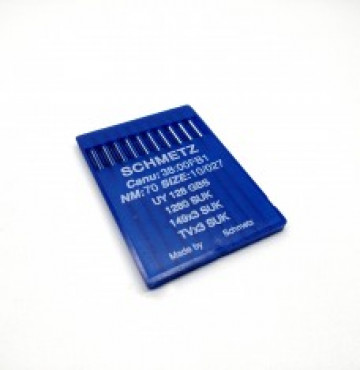 SCHMETZ
Canu: 38:00FB1
NM:70 SIZE:10/027
UY 128 GBS
1280 SUK
149x3 SUK
TVx3 SUK
Made by Schmetz